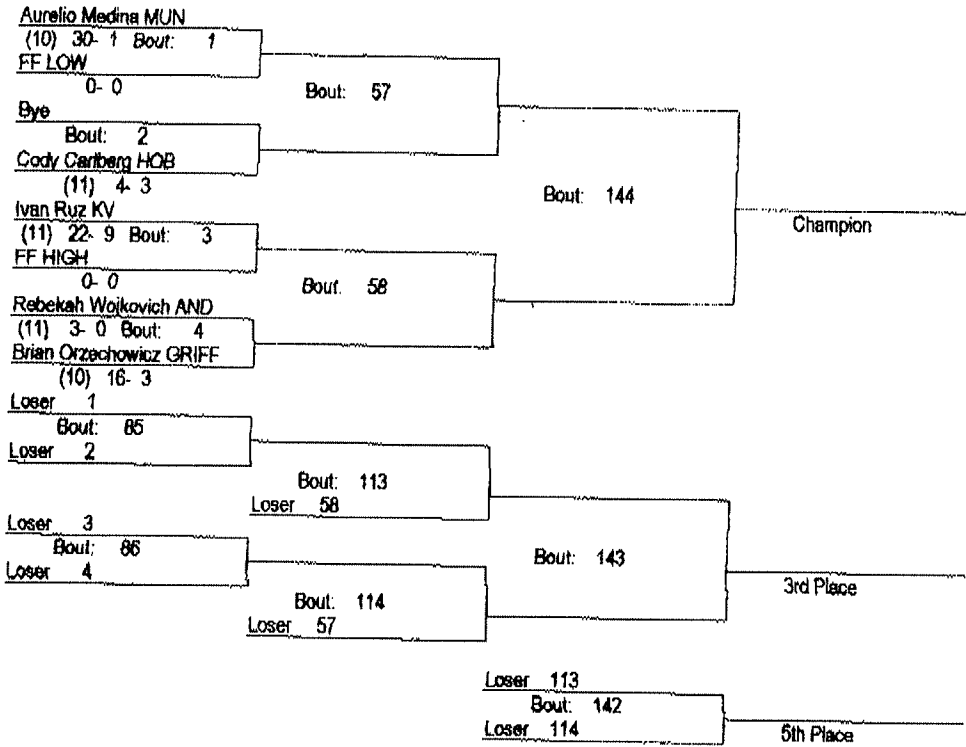 Aurelio Medina MUN
(10) 30- 1 Bout: 1
FF LOW
0- 0
Bout: 57
Bye
Bout: 2
Cody Carlberg HOB
(11) 4- 3
Bout: 144
Ivan Ruz KV
(11) 22- 9 Bout: 3
Champion
FF HIGH
0- 0
Bout: 58
Rebekah Wojkovich AND
(11) 3- 0 Bout: 4
Brian Orzechowicz GRIFF
(10) 16- 3
Loser 1
Bout: 85
Loser 2
Bout: 113
Loser 58
Loser 3
Bout: 86
Loser 4
Bout: 143
3rd Place
Bout: 114
Loser 57
Loser 113
Bout: 142
Loser 114
5th Place